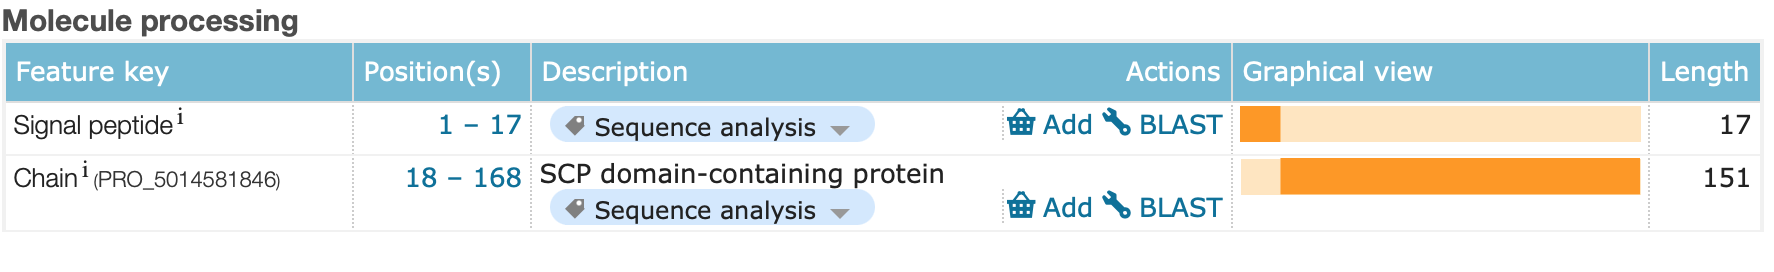 Molecule processing
Feature key Position(s) Description Actions Graphical view Length
Signal peptide i 1 – 17 Sequence analysis Add BLAST 17
Chain i (PRO_5014581846) 18 – 168 SCP domain-containing protein 151
Sequence analysis Add BLAST